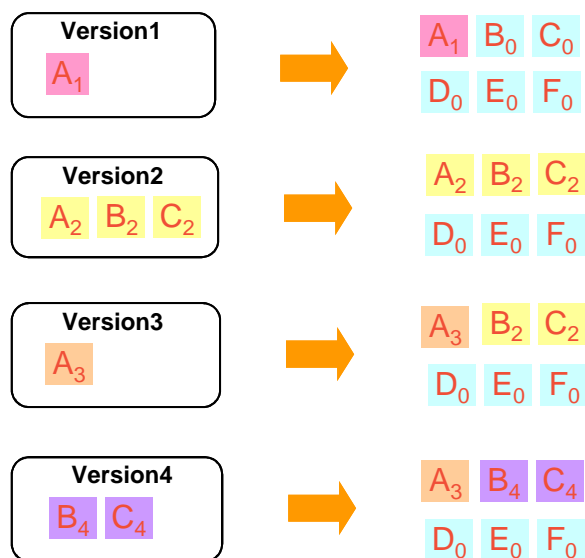 Version1
A₁
A₁ B₀ C₀
D₀ E₀ F₀
Version2
A₂ B₂ C₂
A₂ B₂ C₂
D₀ E₀ F₀
Version3
A₃
A₃ B₂ C₂
D₀ E₀ F₀
Version4
B₄ C₄
A₃ B₄ C₄
D₀ E₀ F₀